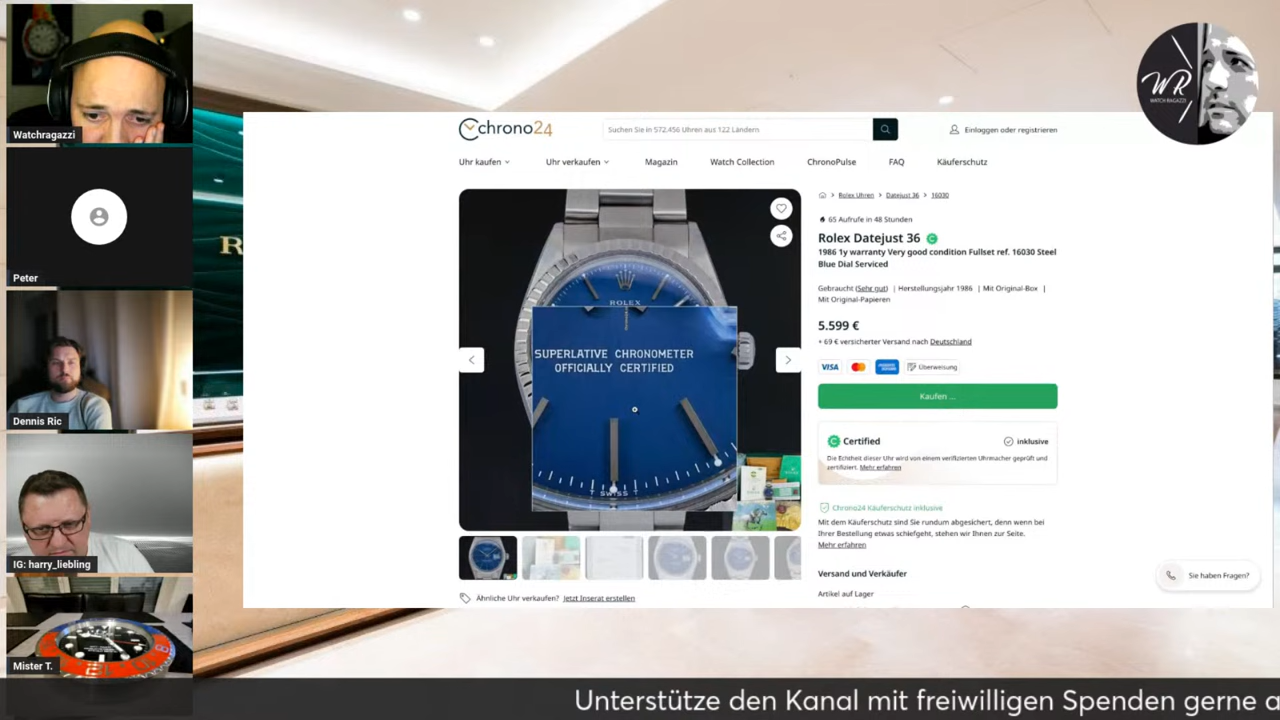 Watchragazzi
Peter
Dennis Ric
IG: harry_liebling
Mister T.
WR
WATCH RAGAZZI
Chrono24
Suchen Sie in 572.456 Uhren aus 172 Ländern
Einloggen oder registrieren
Uhr kaufen
Uhr verkaufen
Magazin
Watch Collection
ChronoPulse
FAQ
Käuferschutz
ROLEX
SUPERLATIVE CHRONOMETER
OFFICIALLY CERTIFIED
T SWISS T
Rolex Uhren > Datejust 36 > 16030
65 Aufrufe in 48 Stunden
Rolex Datejust 36
1986 1y warranty Very good condition Fullset ref. 16030 Steel
Blue Dial Serviced
Gebraucht (Sehr gut) | Herstellungsjahr 1986 | Mit Original-Box |
Mit Original-Papieren
5.599 €
+ 69 € versicherter Versand nach Deutschland
VISA
Überweisung
Kaufen ...
Certified
inklusive
Die Echtheit dieser Uhr wird von einem verifizierten Uhrmacher geprüft und
zertifiziert. Mehr erfahren
Chrono24 Käuferschutz inklusive
Mit dem Käuferschutz sind Sie rundum abgesichert, denn wenn bei
Ihrer Bestellung etwas schiefgeht, stehen wir Ihnen zur Seite.
Mehr erfahren
Versand und Verkäufer
Artikel auf Lager
Sie haben Fragen?
Ähnliche Uhr verkaufen? Jetzt Inserat erstellen
Unterstütze den Kanal mit freiwilligen Spenden gerne a